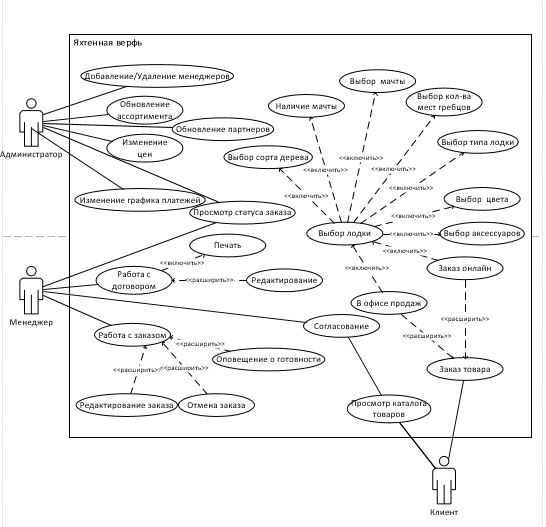 Яхтенная верфь
Добавление/Удаление менеджеров
Обновление
ассортимента
Обновление партнеров
Изменение
цен
Администратор
Изменение графика платежей
Просмотр статуса заказа
Выбор мачты
Наличие мачты
Выбор кол-ва
мест гребцов
Выбор типа лодки
Выбор сорта дерева
<<включить>>
<<включить>>
<<включить>>
<<включить>>
<<включить>>
Выбор цвета
<<включить>>
Выбор лодки
<<включить>>
Выбор аксессуаров
<<включить>>
Заказ онлайн
<<включить>>
Печать
<<включить>>
Работа с
договором
<<расширить>>
Редактирование
Менеджер
В офисе продаж
<<расширить>>
Согласование
<<расширить>>
Работа с заказом
<<расширить>>
Оповещение о готовности
<<расширить>>
<<расширить>>
Заказ товара
Редактирование заказа
Отмена заказа
Просмотр каталога
товаров
Клиент